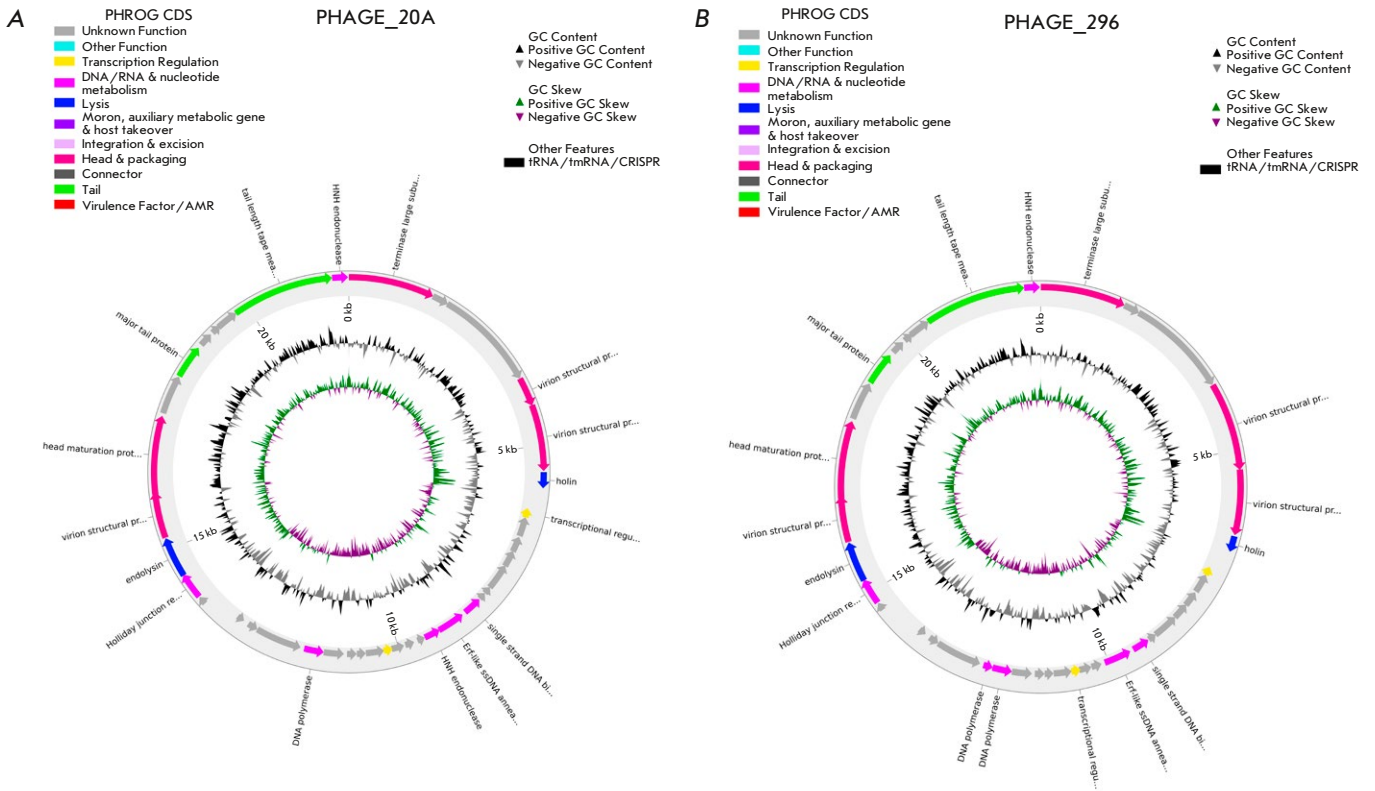 A
PHAGE_20A
PHROG CDS
Unknown Function
Other Function
Transcription Regulation
DNA/RNA & nucleotide
metabolism
Lysis
Moron, auxiliary metabolic gene
& host takeover
Integration & excision
Head & packaging
Connector
Tail
Virulence Factor/AMR
GC Content
Positive GC Content
Negative GC Content
GC Skew
Positive GC Skew
Negative GC Skew
Other Features
tRNA/tmRNA/CRISPR
tail length tape mea...
HNH endonuclease
terminase large subu...
major tail protein
head maturation prot...
virion structural pr...
endolysin
Holliday junction re...
DNA polymerase
HNH endonuclease
Erf-like ssDNA annea...
single strand DNA bi...
transcriptional regu...
holin
virion structural pr...
virion structural pr...
0 kb
5 kb
10 kb
15 kb
20 kb
B
PHAGE_296
PHROG CDS
Unknown Function
Other Function
Transcription Regulation
DNA/RNA & nucleotide
metabolism
Lysis
Moron, auxiliary metabolic gene
& host takeover
Integration & excision
Head & packaging
Connector
Tail
Virulence Factor/AMR
GC Content
Positive GC Content
Negative GC Content
GC Skew
Positive GC Skew
Negative GC Skew
Other Features
tRNA/tmRNA/CRISPR
tail length tape mea...
HNH endonuclease
terminase large subu...
major tail protein
head maturation prot...
virion structural pr...
endolysin
Holliday junction re...
DNA polymerase
DNA polymerase
transcriptional regu...
Erf-like ssDNA annea...
single strand DNA bi...
holin
virion structural pr...
virion structural pr...
0 kb
5 kb
10 kb
15 kb
20 kb